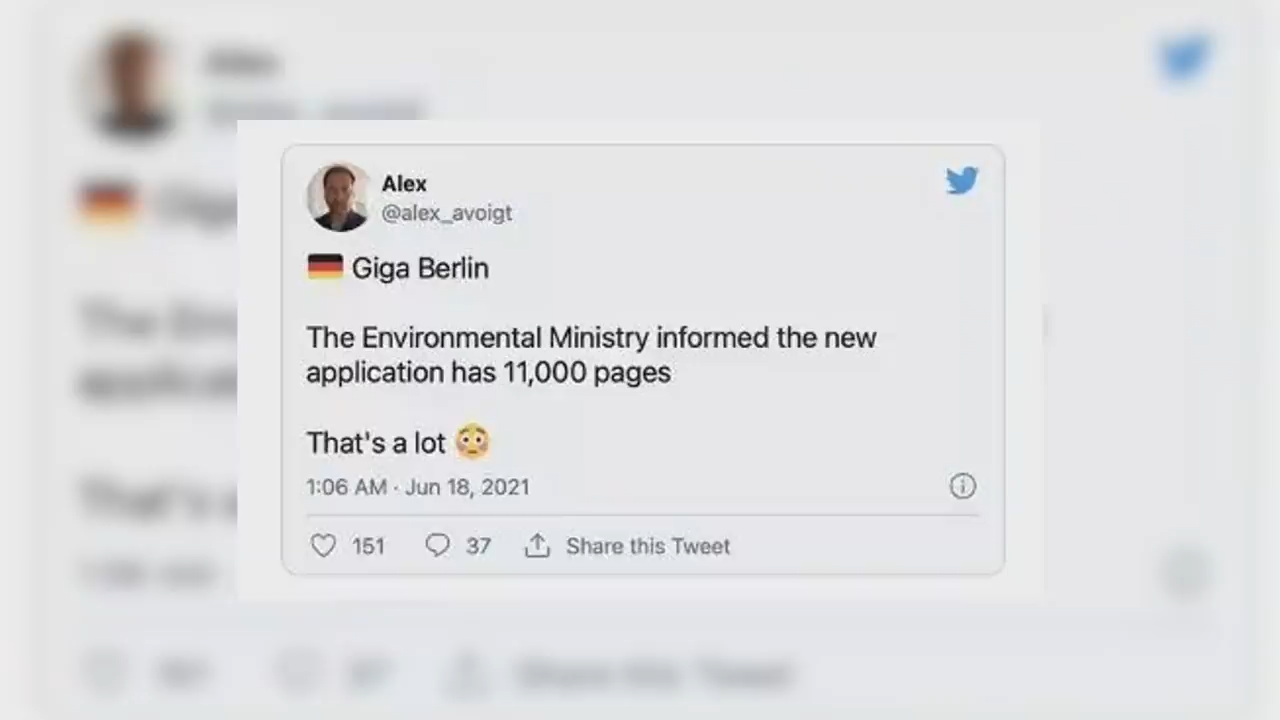 Alex
@alex_avoigt
🇩🇪 Giga Berlin
The Environmental Ministry informed the new
application has 11,000 pages
That's a lot 😳
1:06 AM · Jun 18, 2021
151 37 Share this Tweet